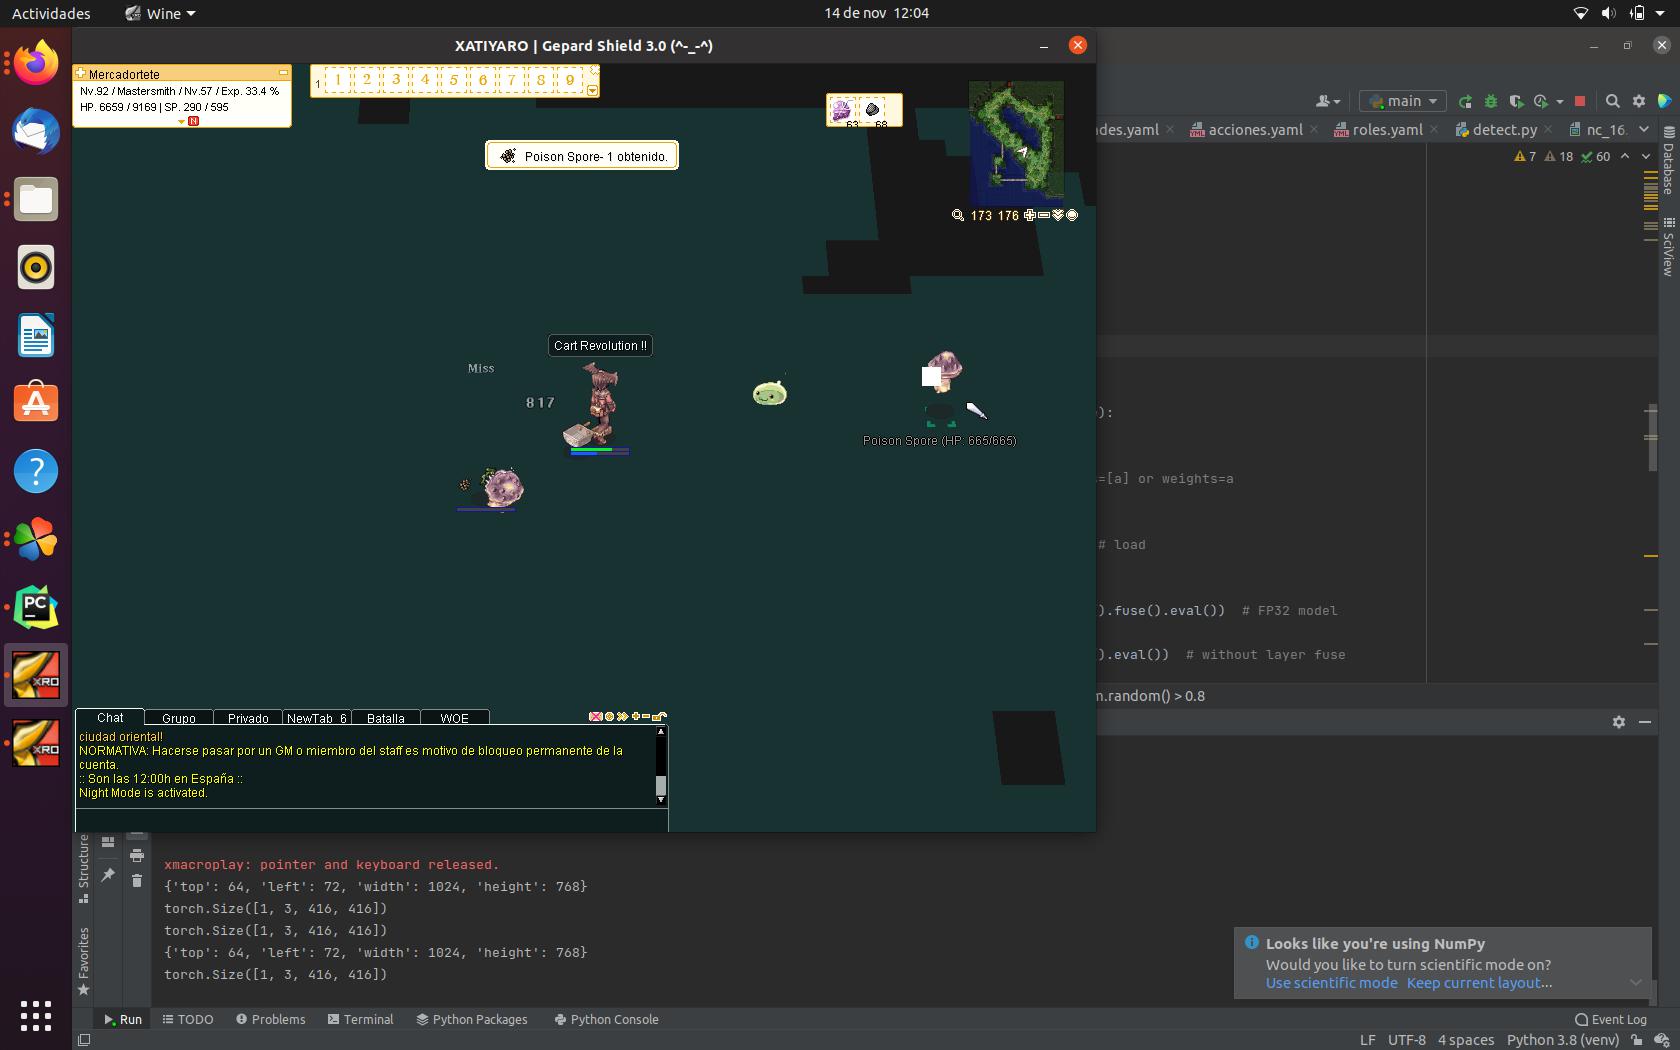 Actividades
Wine
14 de nov 12:04
XATIYARO | Gepard Shield 3.0 (^-_-^)
Mercadortete
Nv.92 / Mastersmith / Nv.57 / Exp. 33.4 %
HP. 6659 / 9169 | SP. 290 / 595
N
1 1 2 3 4 5 6 7 8 9
63 68
Poison Spore- 1 obtenido.
173 176
Cart Revolution !!
Miss
817
Poison Spore (HP: 665/665)
main
des.yaml
acciones.yaml
roles.yaml
detect.py
nc_16.
7 18 60
Database
SciView
):
=[a] or weights=a
# load
).fuse().eval()) # FP32 model
).eval()) # without layer fuse
m.random() > 0.8
PC
XRO
XRO
Chat Grupo Privado NewTab 6 Batalla WOE
ciudad oriental!
NORMATIVA: Hacerse pasar por un GM o miembro del staff es motivo de bloqueo permanente de la
cuenta.
:: Son las 12:00h en España ::
Night Mode is activated.
Structure
Favorites
xmacroplay: pointer and keyboard released.
{'top': 64, 'left': 72, 'width': 1024, 'height': 768}
torch.Size([1, 3, 416, 416])
torch.Size([1, 3, 416, 416])
{'top': 64, 'left': 72, 'width': 1024, 'height': 768}
torch.Size([1, 3, 416, 416])
Looks like you're using NumPy
Would you like to turn scientific mode on?
Use scientific mode Keep current layout...
Run TODO Problems Terminal Python Packages Python Console
Event Log
LF UTF-8 4 spaces Python 3.8 (venv)